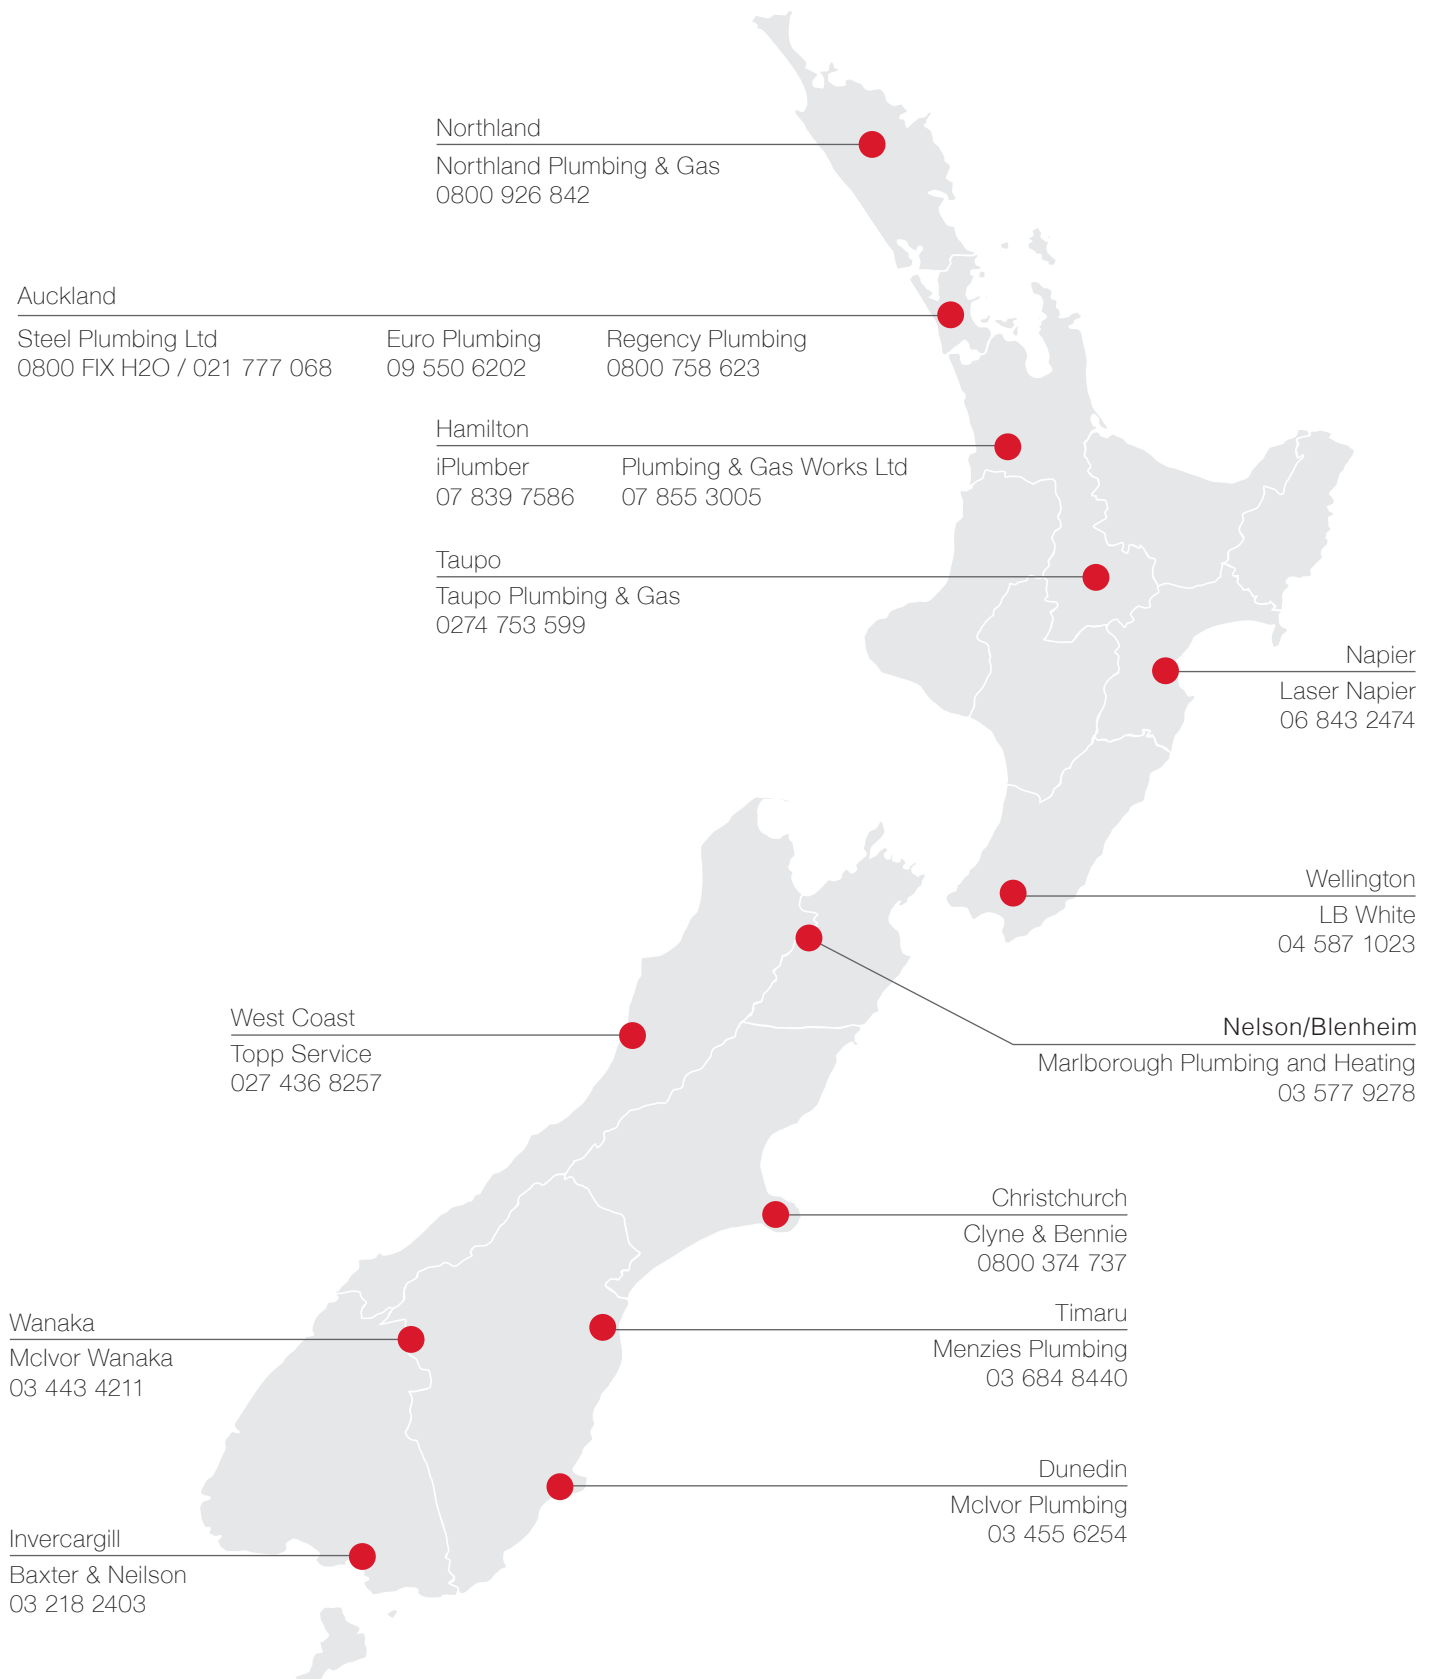 Northland
Northland Plumbing & Gas
0800 926 842
Auckland
Steel Plumbing Ltd
0800 FIX H2O / 021 777 068
Euro Plumbing
09 550 6202
Regency Plumbing
0800 758 623
Hamilton
iPlumber
07 839 7586
Plumbing & Gas Works Ltd
07 855 3005
Taupo
Taupo Plumbing & Gas
0274 753 599
Napier
Laser Napier
06 843 2474
Wellington
LB White
04 587 1023
Nelson/Blenheim
Marlborough Plumbing and Heating
03 577 9278
West Coast
Topp Service
027 436 8257
Christchurch
Clyne & Bennie
0800 374 737
Timaru
Menzies Plumbing
03 684 8440
Wanaka
McIvor Wanaka
03 443 4211
Dunedin
McIvor Plumbing
03 455 6254
Invercargill
Baxter & Neilson
03 218 2403